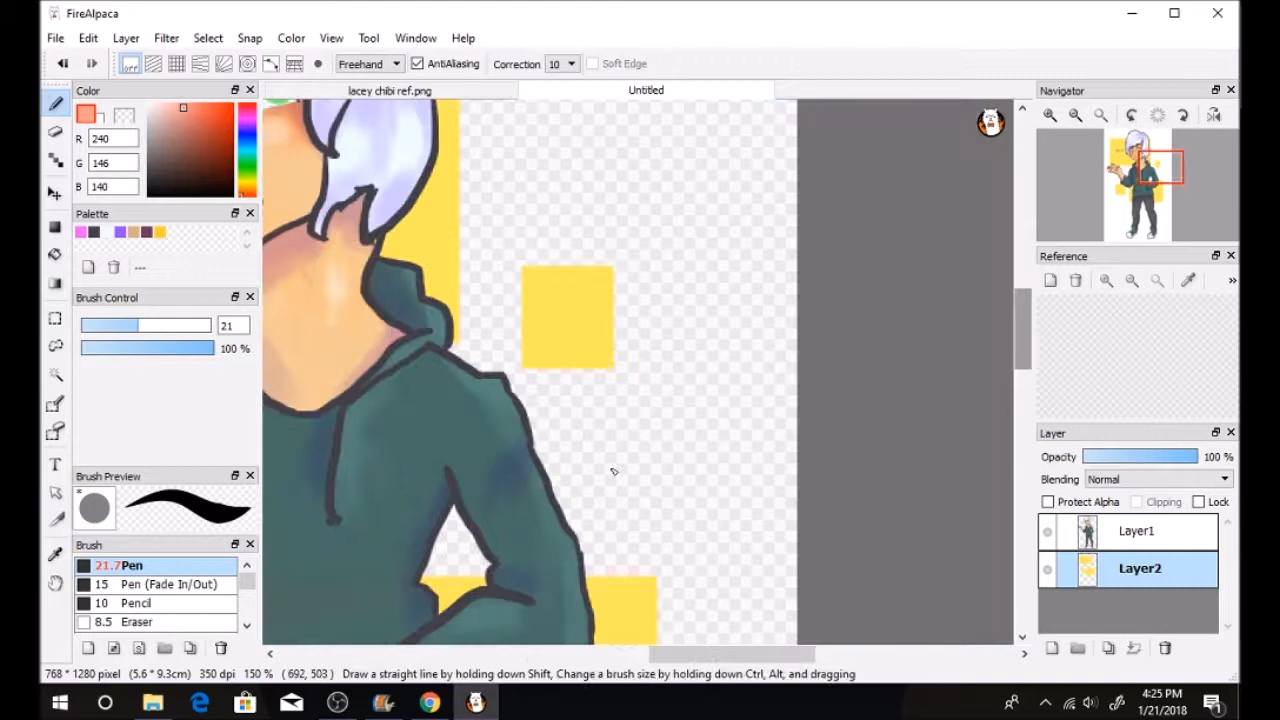 FireAlpaca
File Edit Layer Filter Select Snap Color View Tool Window Help
off Freehand AntiAliasing Correction 10 Soft Edge
Color
R 240
G 146
B 140
Palette
---
Brush Control
21
100 %
Brush Preview
Brush
21.7 Pen
15 Pen (Fade In/Out)
10 Pencil
8.5 Eraser
lacey chibi ref.png Untitled
Navigator
Reference
»
Layer
Opacity 100 %
Blending Normal
Protect Alpha Clipping Lock
Layer1
Layer2
768 * 1280 pixel (5.6 * 9.3cm) 350 dpi 150 % (692, 503) Draw a straight line by holding down Shift, Change a brush size by holding down Ctrl, Alt, and dragging
4:25 PM
1/21/2018